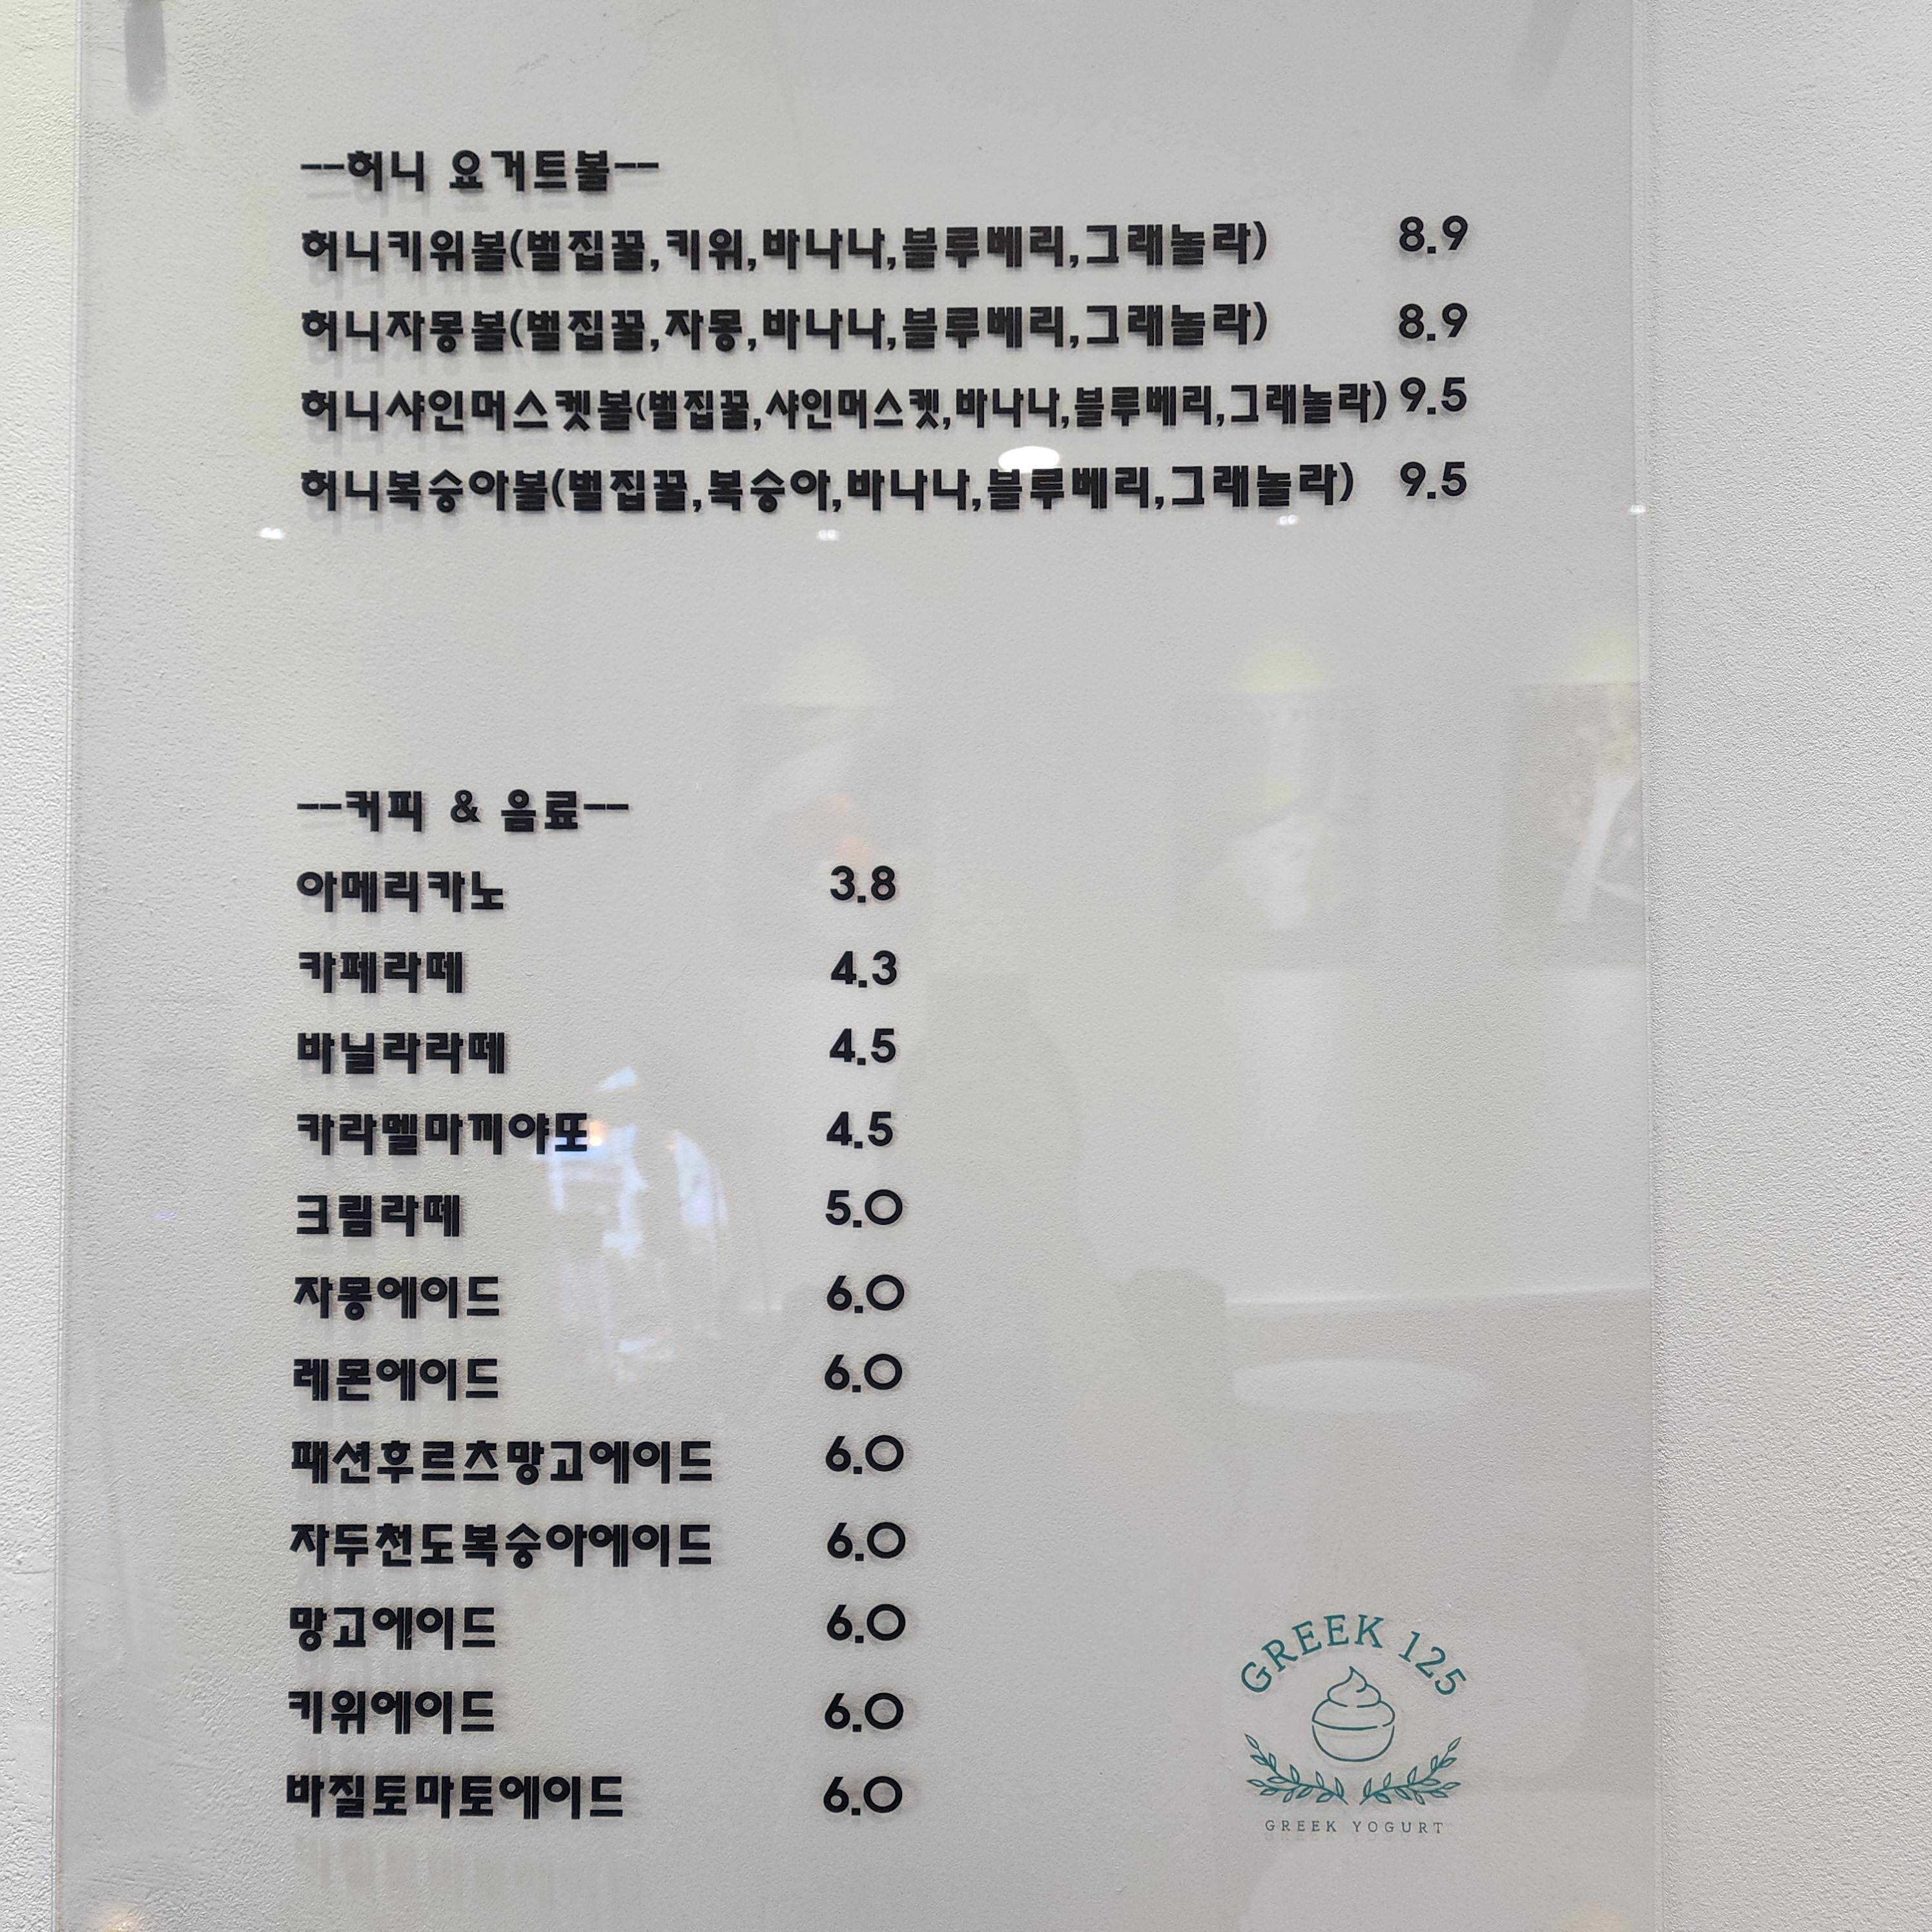 --허니 요거트볼--
허니키위볼(벌집꿀,키위,바나나,블루베리,그래놀라) 8.9
허니자몽볼(벌집꿀,자몽,바나나,블루베리,그래놀라) 8.9
허니샤인머스켓볼(벌집꿀,샤인머스켓,바나나,블루베리,그래놀라) 9.5
허니복숭아볼(벌집꿀,복숭아,바나나,블루베리,그래놀라) 9.5
--커피 & 음료--
아메리카노 3.8
카페라떼 4.3
바닐라라떼 4.5
카라멜마끼야또 4.5
크림라떼 5.0
자몽에이드 6.0
레몬에이드 6.0
패션후르츠망고에이드 6.0
자두천도복숭아에이드 6.0
망고에이드 6.0
키위에이드 6.0
바질토마토에이드 6.0
GREEK 125
GREEK YOGURT